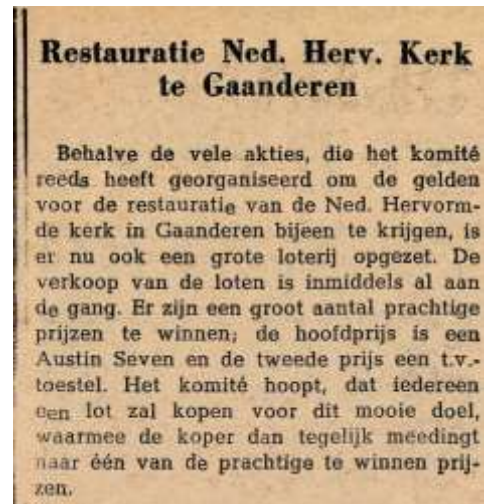 Restauratie Ned. Herv. Kerk
te Gaanderen
Behalve de vele akties, die het komité
reeds heeft georganiseerd om de gelden
voor de restauratie van de Ned. Hervorm-
de kerk in Gaanderen bijeen te krijgen, is
er nu ook een grote loterij opgezet. De
verkoop van de loten is inmiddels al aan
de gang. Er zijn een groot aantal prachtige
prijzen te winnen; de hoofdprijs is een
Austin Seven en de tweede prijs een t.v.-
toestel. Het komité hoopt, dat iedereen
een lot zal kopen voor dit mooie doel,
waarmee de koper dan tegelijk meedingt
naar één van de prachtige te winnen prij-
zen.